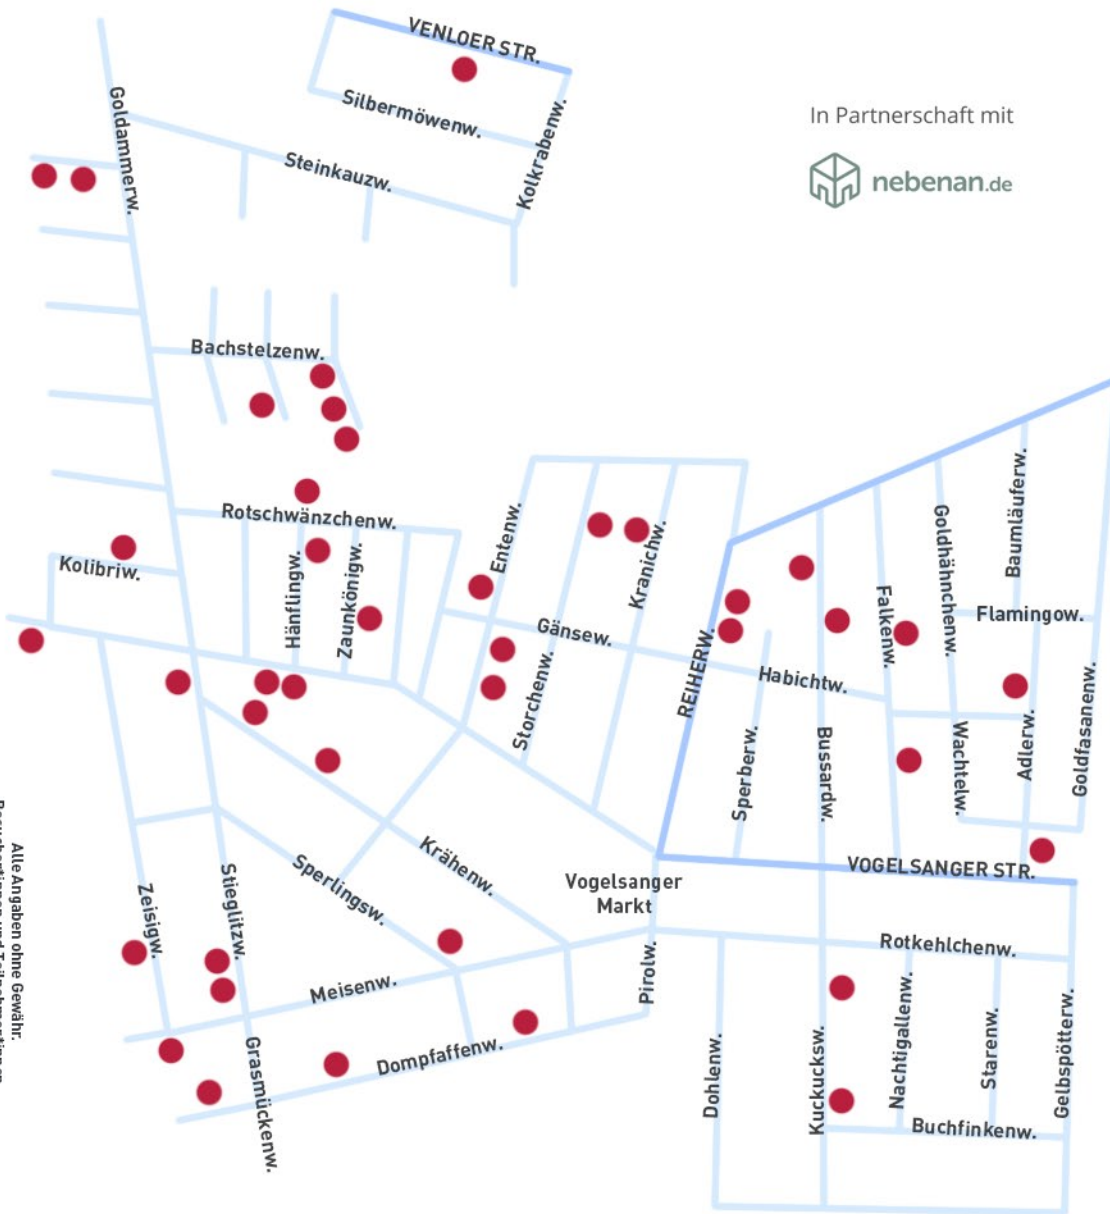 VENLOER STR.
Silbermöwenw.
Kolkrabenw.
Goldammerw.
Steinkauzw.
In Partnerschaft mit
nebenan.de
Bachstelzenw.
Rotschwänzchenw.
Kolibriw.
Hänflingw.
Zaunkönigw.
Entenw.
Kranichw.
Gänsew.
Storchenw.
REIHERW.
Habichtw.
Falkenw.
Goldhähnchenw.
Baumläuferw.
Flamingow.
Sperberw.
Bussardw.
Wachtelw.
Adlerw.
Goldfasanenw.
VOGELSANGER STR.
Vogelsanger
Markt
Krähenw.
Sperlingsw.
Zeisigw.
Stieglitzw.
Meisenw.
Pirolw.
Dompfaffenw.
Grasmückenw.
Rotkehlchenw.
Dohlenw.
Kuckucksw.
Nachtigallenw.
Starenw.
Gelbspötterw.
Buchfinkenw.
Alle Angaben ohne Gewähr.